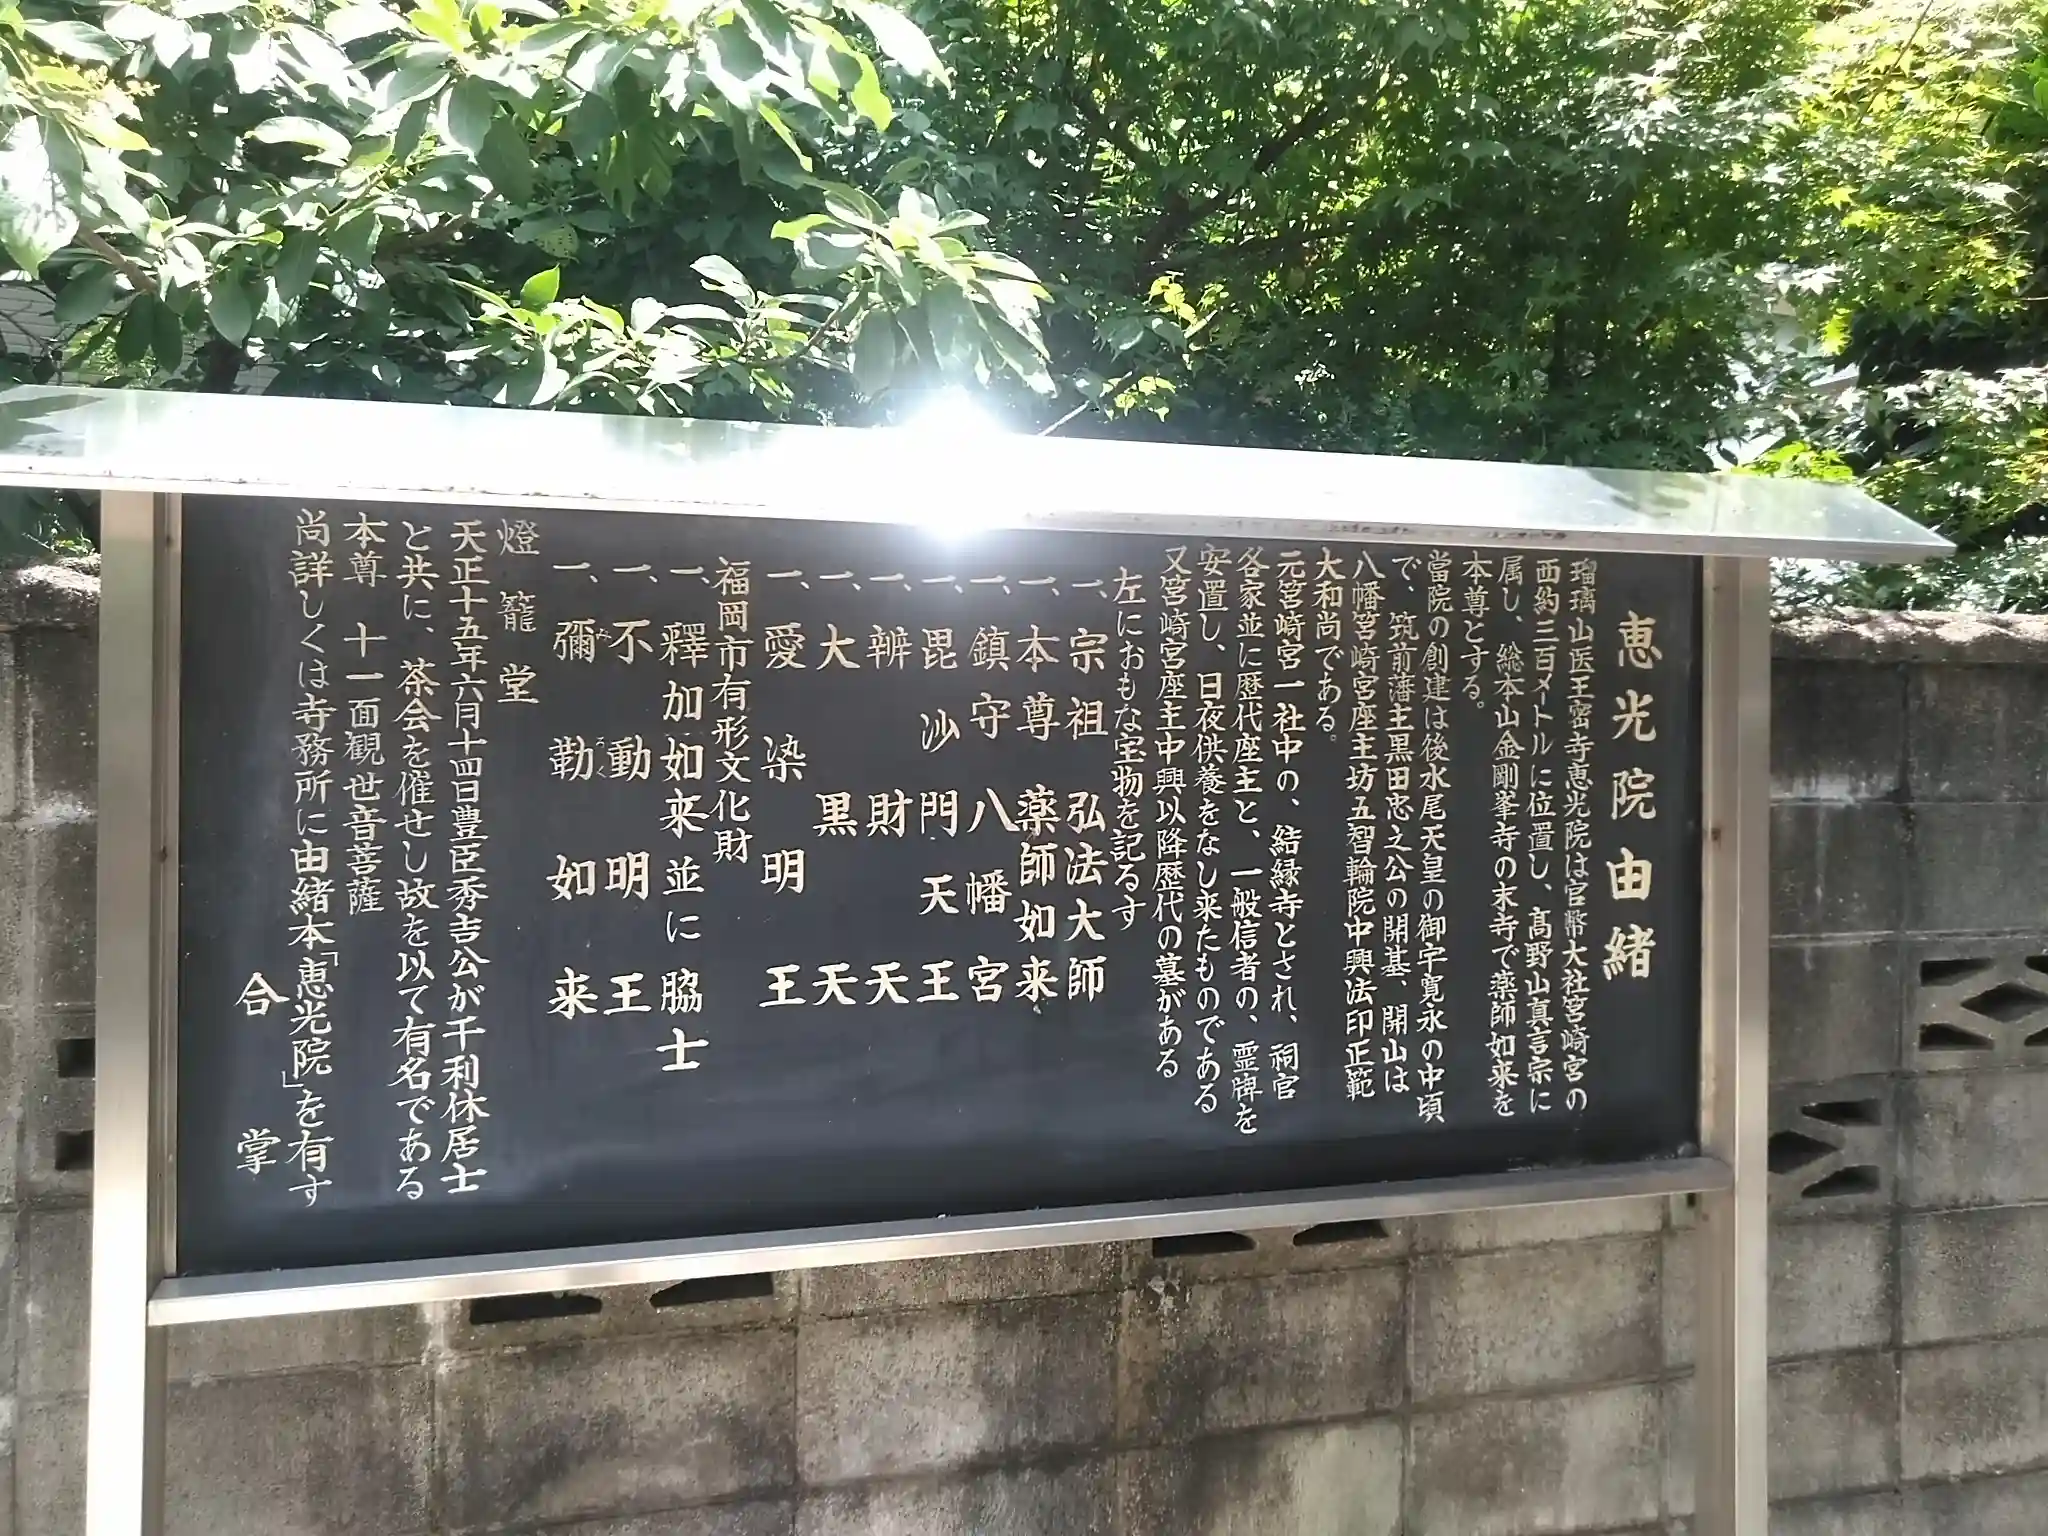 恵光院由緒
瑠璃山医王密寺恵光院は官幣大社宮崎宮の
西約三百メートルに位置し、髙野山真言宗に
属し、総本山金剛峯寺の末寺で薬師如来を
本尊とする。
當院の創建は後水尾天皇の御宇寛永の中頃
で、筑前藩主黒田忠之公の開基、開山は
八幡筥崎宮座主坊五智輪院中興法印正範
大和尚である。
元筥崎宮一社中の、結縁寺とされ、祠官
各家並に歴代座主と、一般信者の、霊牌を
安置し、日夜供養をなし来たものである
又筥崎宮座主中興以降歴代の墓がある
左におもな宝物を記るす
一、宗祖 弘法大師
一、本尊 薬師如来
一、鎮守 八幡宮
一、毘沙門天王
一、辨財天
一、大黒天
一、愛染明王
福岡市有形文化財
一、釋加如来並に脇士
一、不動明王
一、彌勒如来
みろく
燈籠堂
天正十五年六月十四日豊臣秀吉公が千利休居士
と共に、茶会を催せし故を以て有名である
本尊 十一面観世音菩薩
尚詳しくは寺務所に由緒本「恵光院」を有す
合掌